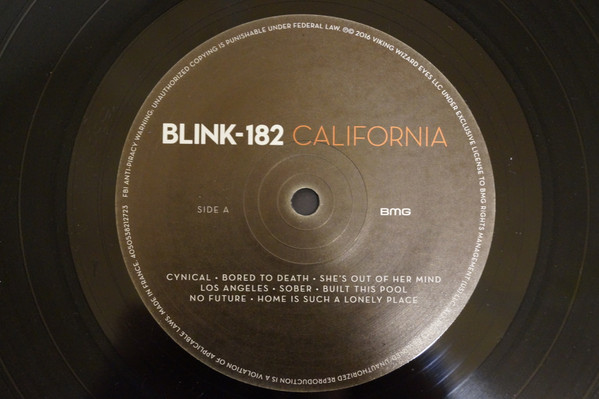 FBI ANTI-PIRACY WARNING: UNAUTHORIZED COPYING IS PUNISHABLE UNDER FEDERAL LAW. ℗© 2016 VIKING WIZARD EYES LLC UNDER EXCLUSIVE LICENSE TO BMG RIGHTS MANAGEMENT (US) LLC.
BLINK-182 CALIFORNIA
SIDE A
BMG
CYNICAL • BORED TO DEATH • SHE'S OUT OF HER MIND
LOS ANGELES • SOBER • BUILT THIS POOL
NO FUTURE • HOME IS SUCH A LONELY PLACE
UNAUTHORIZED REPRODUCTION IS A VIOLATION OF APPLICABLE LAWS. MADE IN FRANCE. 4050538212723